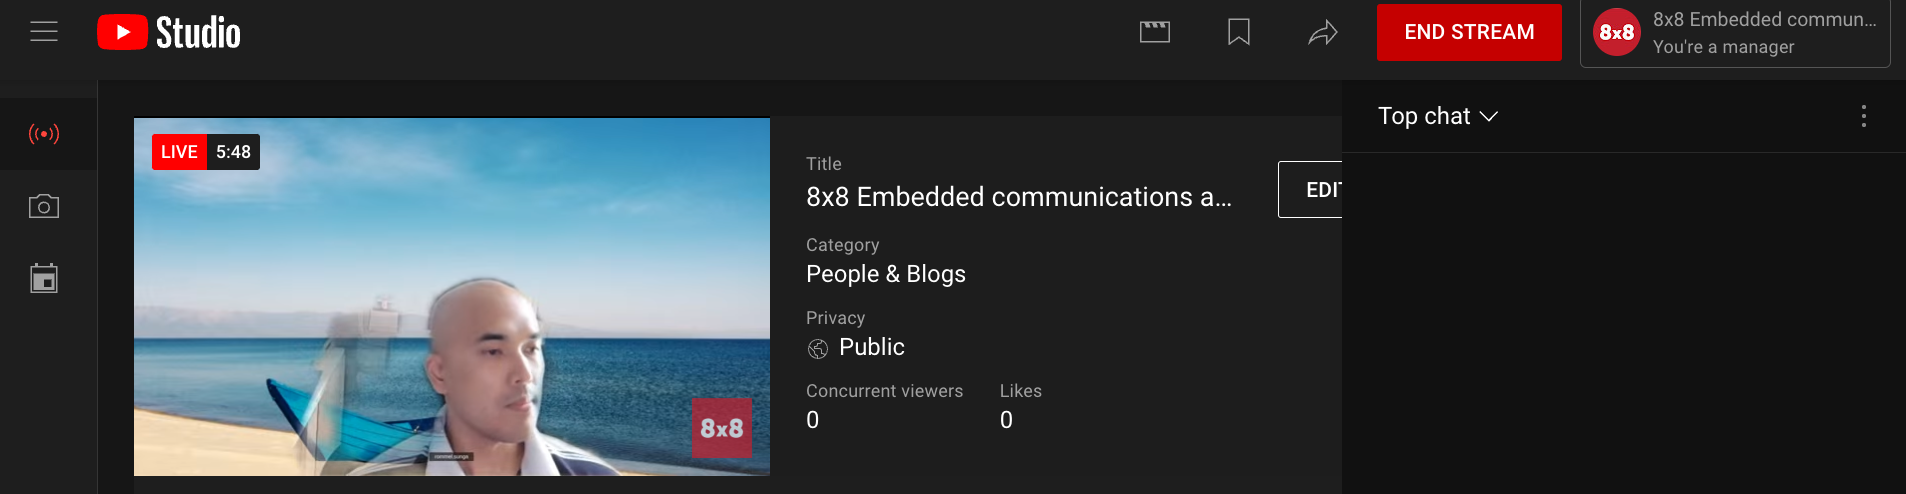 Studio
END STREAM
8x8
8x8 Embedded commun...
You're a manager
LIVE 5:48
Title
8x8 Embedded communications a...
EDIT
Category
People & Blogs
Privacy
Public
Concurrent viewers
0
Likes
0
8x8
Top chat